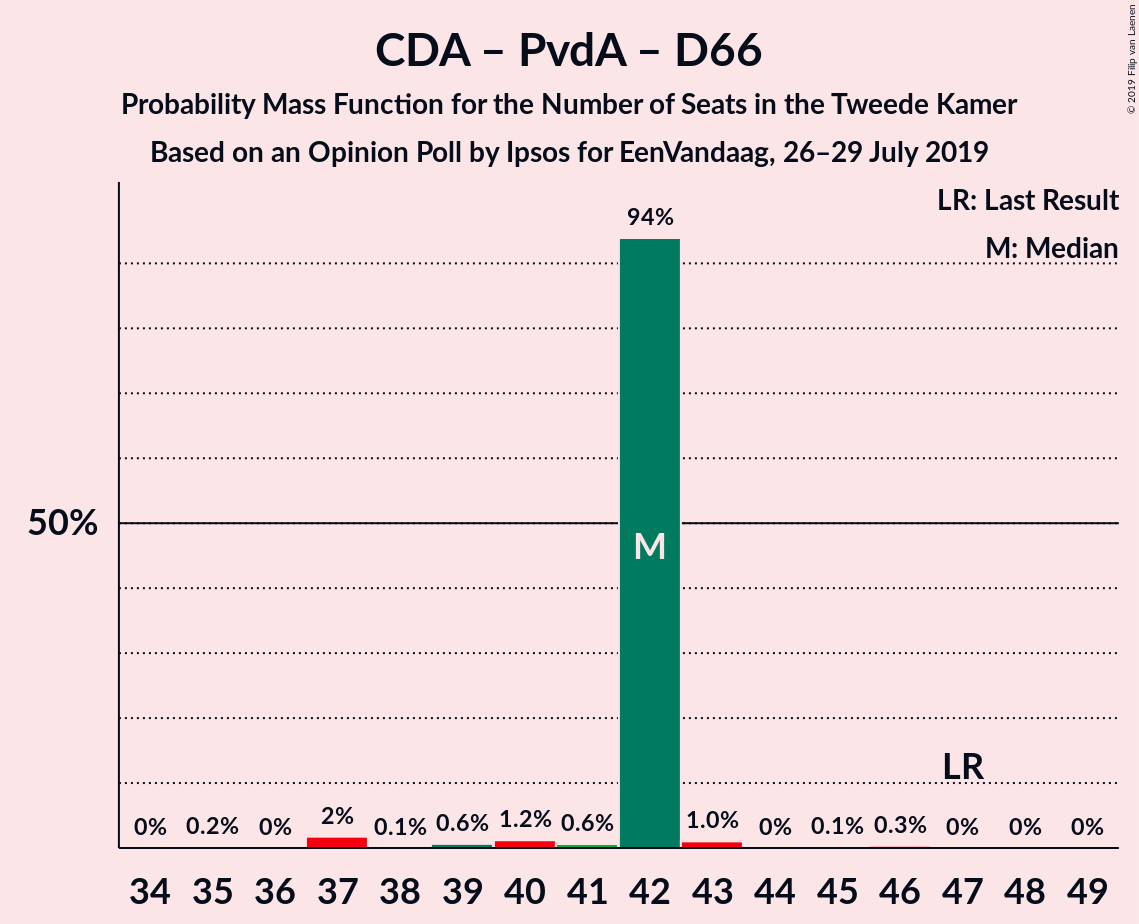 CDA – PvdA – D66
Probability Mass Function for the Number of Seats in the Tweede Kamer
Based on an Opinion Poll by Ipsos for EenVandaag, 26–29 July 2019
© 2019 Filip van Laenen
LR: Last Result
M: Median
94%
50%
M
LR
0% 0.2% 0% 2% 0.1% 0.6% 1.2% 0.6% 1.0% 0% 0.1% 0.3% 0% 0% 0%
34 35 36 37 38 39 40 41 42 43 44 45 46 47 48 49